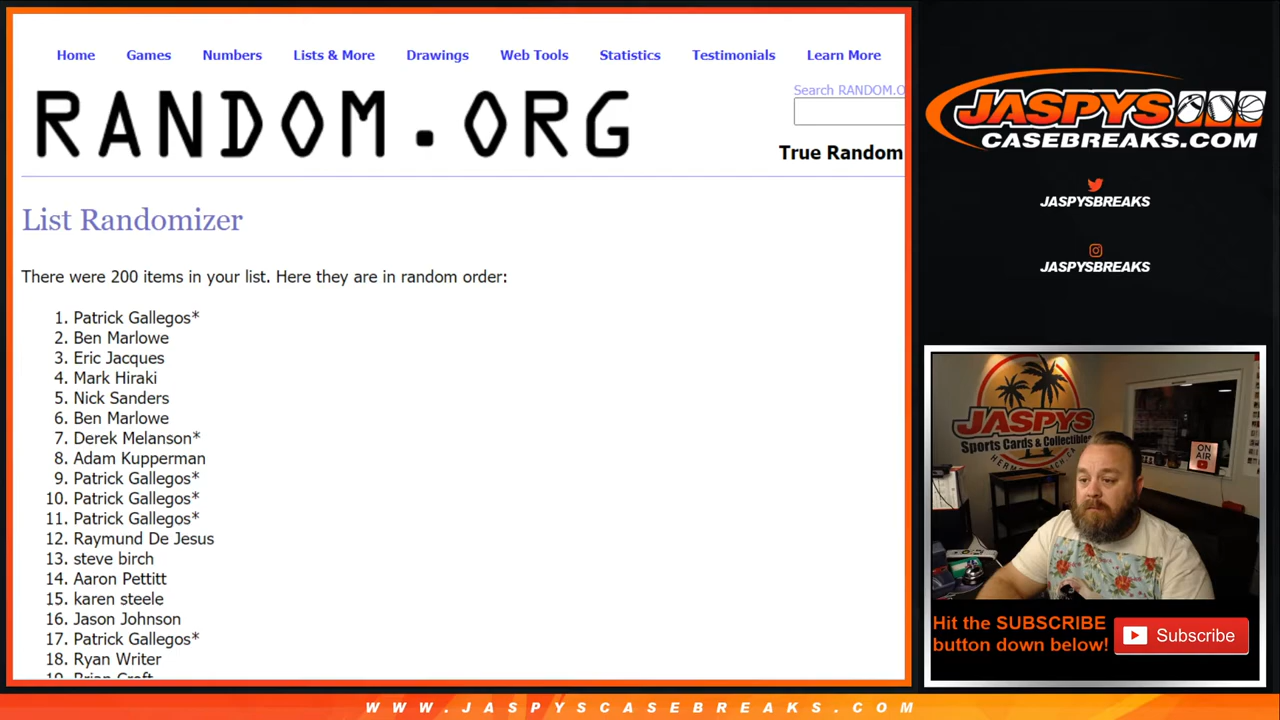 Home Games Numbers Lists & More Drawings Web Tools Statistics Testimonials Learn More
Search RANDOM.O
RANDOM.ORG
True Random
List Randomizer
There were 200 items in your list. Here they are in random order:
1. Patrick Gallegos*
2. Ben Marlowe
3. Eric Jacques
4. Mark Hiraki
5. Nick Sanders
6. Ben Marlowe
7. Derek Melanson*
8. Adam Kupperman
9. Patrick Gallegos*
10. Patrick Gallegos*
11. Patrick Gallegos*
12. Raymund De Jesus
13. steve birch
14. Aaron Pettitt
15. karen steele
16. Jason Johnson
17. Patrick Gallegos*
18. Ryan Writer
19. Brian Croft
JASPYS
CASEBREAKS.COM
JASPYSBREAKS
JASPYSBREAKS
JASPYS
Sports Cards & Collectibles
ON
AIR
Hit the SUBSCRIBE
button down below!
Subscribe
WWW.JASPYSCASEBREAKS.COM